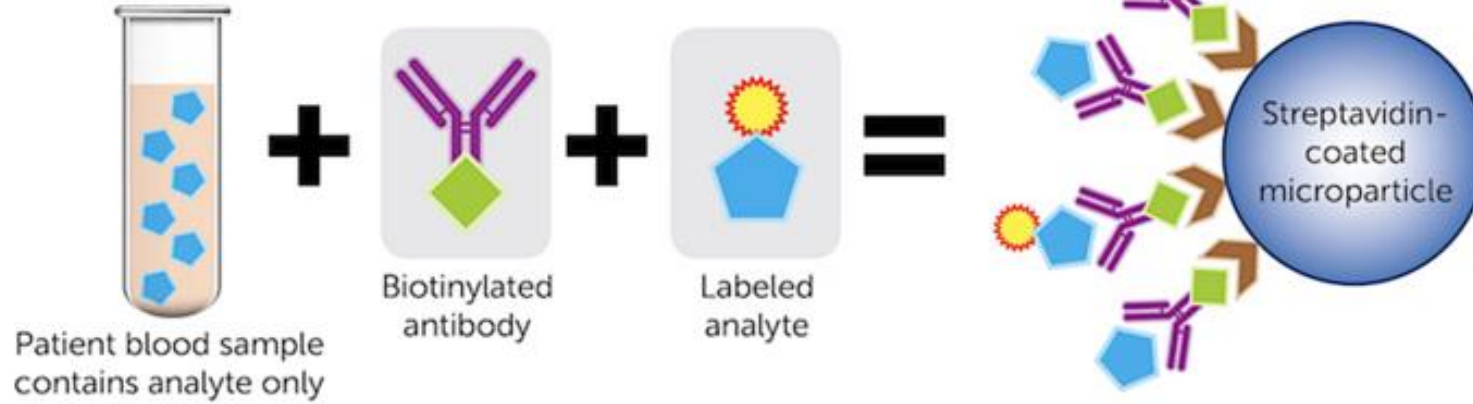 Patient blood sample
contains analyte only
Biotinylated
antibody
Labeled
analyte
Streptavidin-
coated
microparticle